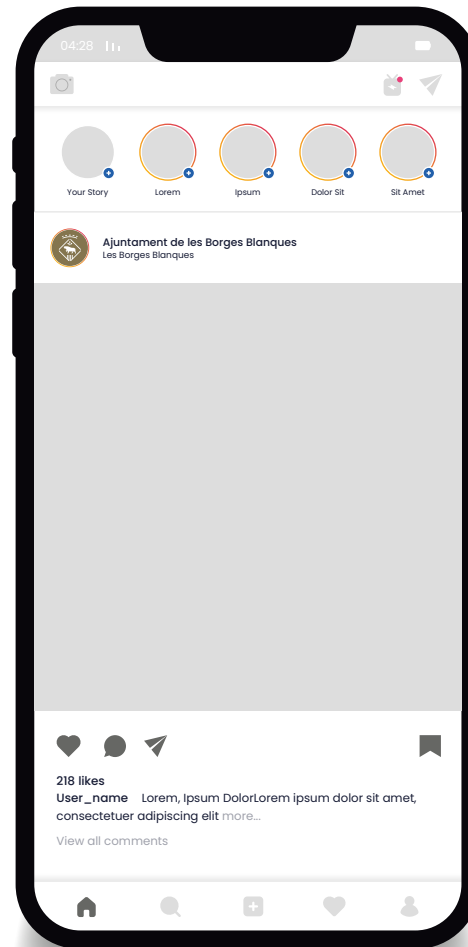 04:28
Your Story
Lorem
Ipsum
Dolor Sit
Sit Amet
Ajuntament de les Borges Blanques
Les Borges Blanques
218 likes
User_name Lorem, Ipsum DolorLorem ipsum dolor sit amet,
consectetuer adipiscing elit more...
View all comments